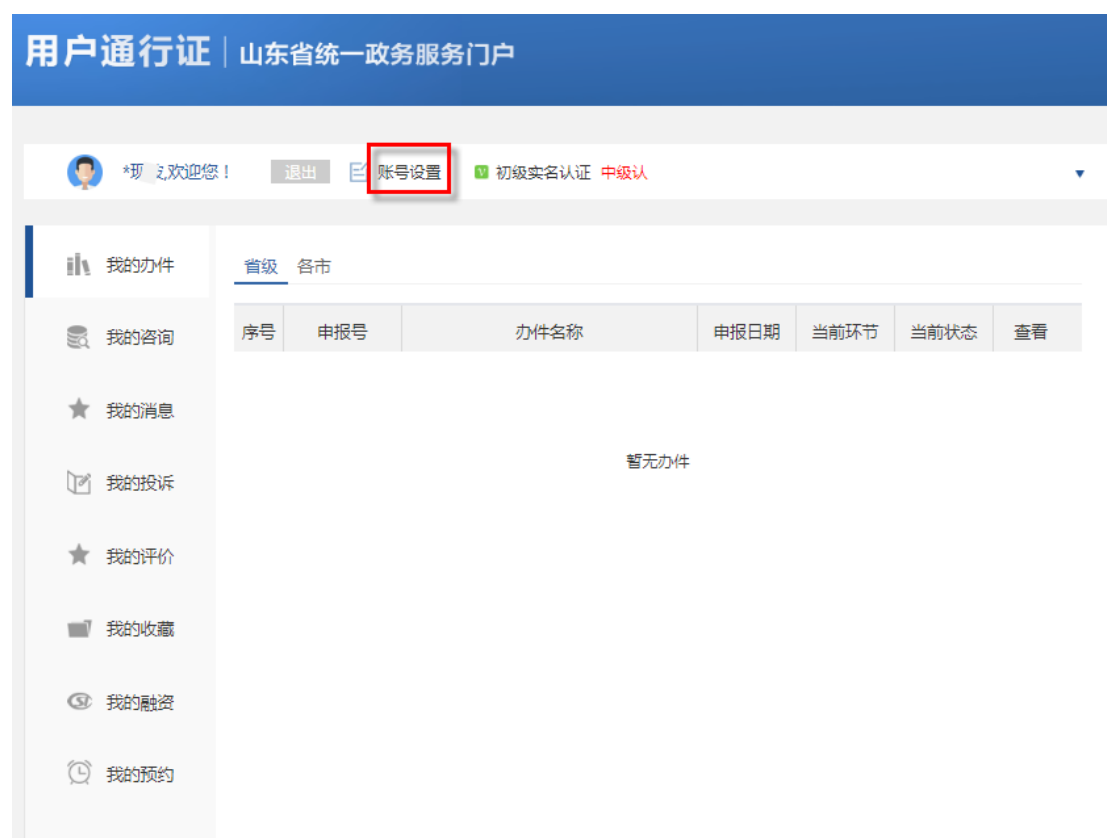 用户通行证 山东省统一政务服务门户
欢迎您！ 退出 账号设置 初级实名认证 中级认
我的办件
省级 各市
我的咨询
序号 申报号 办件名称 申报日期 当前环节 当前状态 查看
我的消息
暂无办件
我的投诉
我的评价
我的收藏
我的融资
我的预约